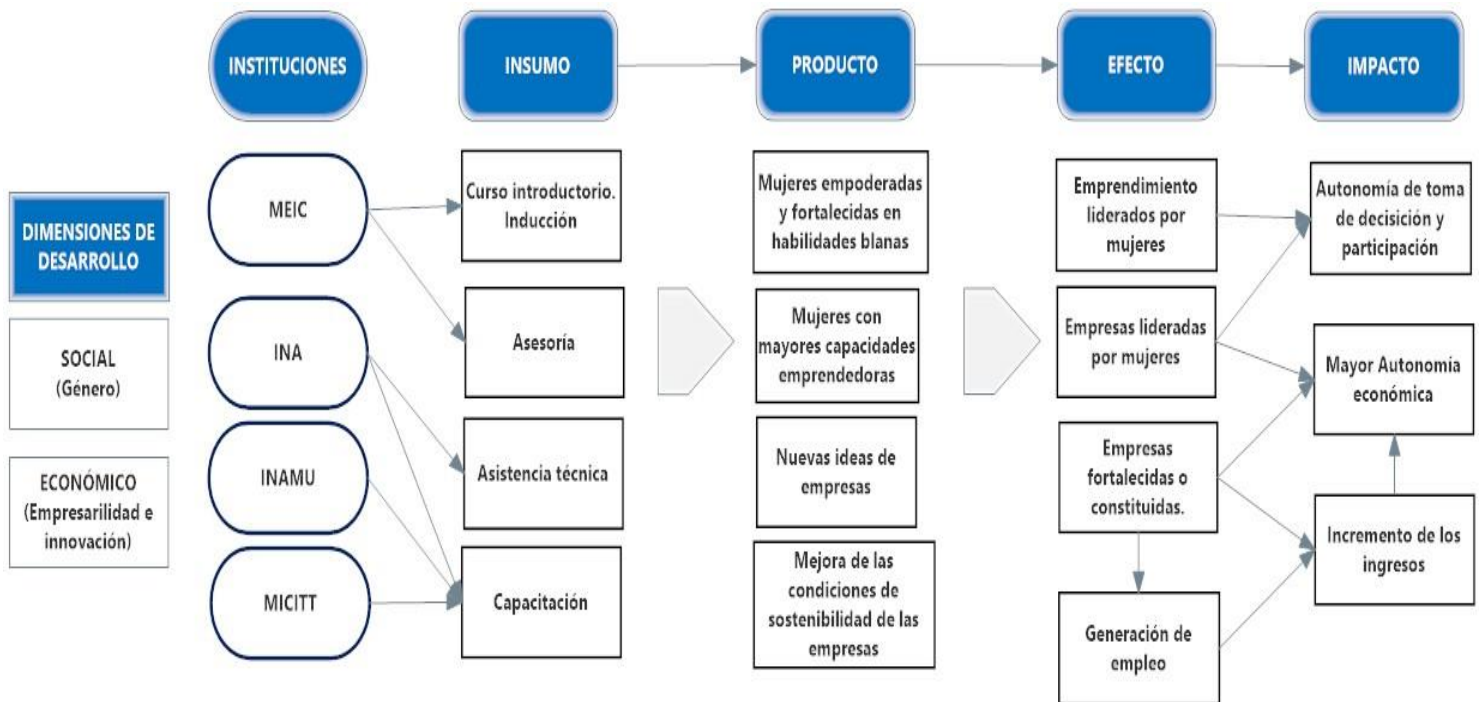 INSTITUCIONES
INSUMO
PRODUCTO
EFECTO
IMPACTO
DIMENSIONES DE
DESARROLLO
SOCIAL
(Género)
ECONÓMICO
(Empresarilidad e
innovación)
MEIC
INA
INAMU
MICITT
Curso introductorio.
Inducción
Asesoría
Asistencia técnica
Capacitación
Mujeres empoderadas
y fortalecidas en
habilidades blanas
Mujeres con
mayores capacidades
emprendedoras
Nuevas ideas de
empresas
Mejora de las
condiciones de
sostenibilidad de las
empresas
Emprendimiento
liderados por
mujeres
Empresas lideradas
por mujeres
Empresas
fortalecidas o
constituidas.
Generación de
empleo
Autonomía de toma
de decisión y
participación
Mayor Autonomía
económica
Incremento de los
ingresos